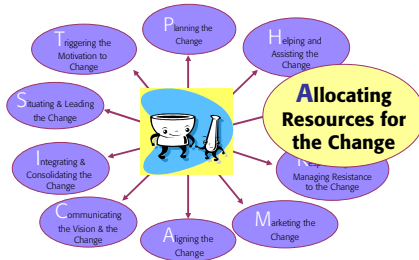 Planning the
Change
Helping and
Assisting the
Change
Allocating
Resources for
the Change
Managing Resistance
to the Change
Marketing the
Change
Aligning the
Change
Communicating
the Vision & the
Change
Integrating &
Consolidating the
Change
Situating & Leading
the Change
Triggering the
Motivation to
Change